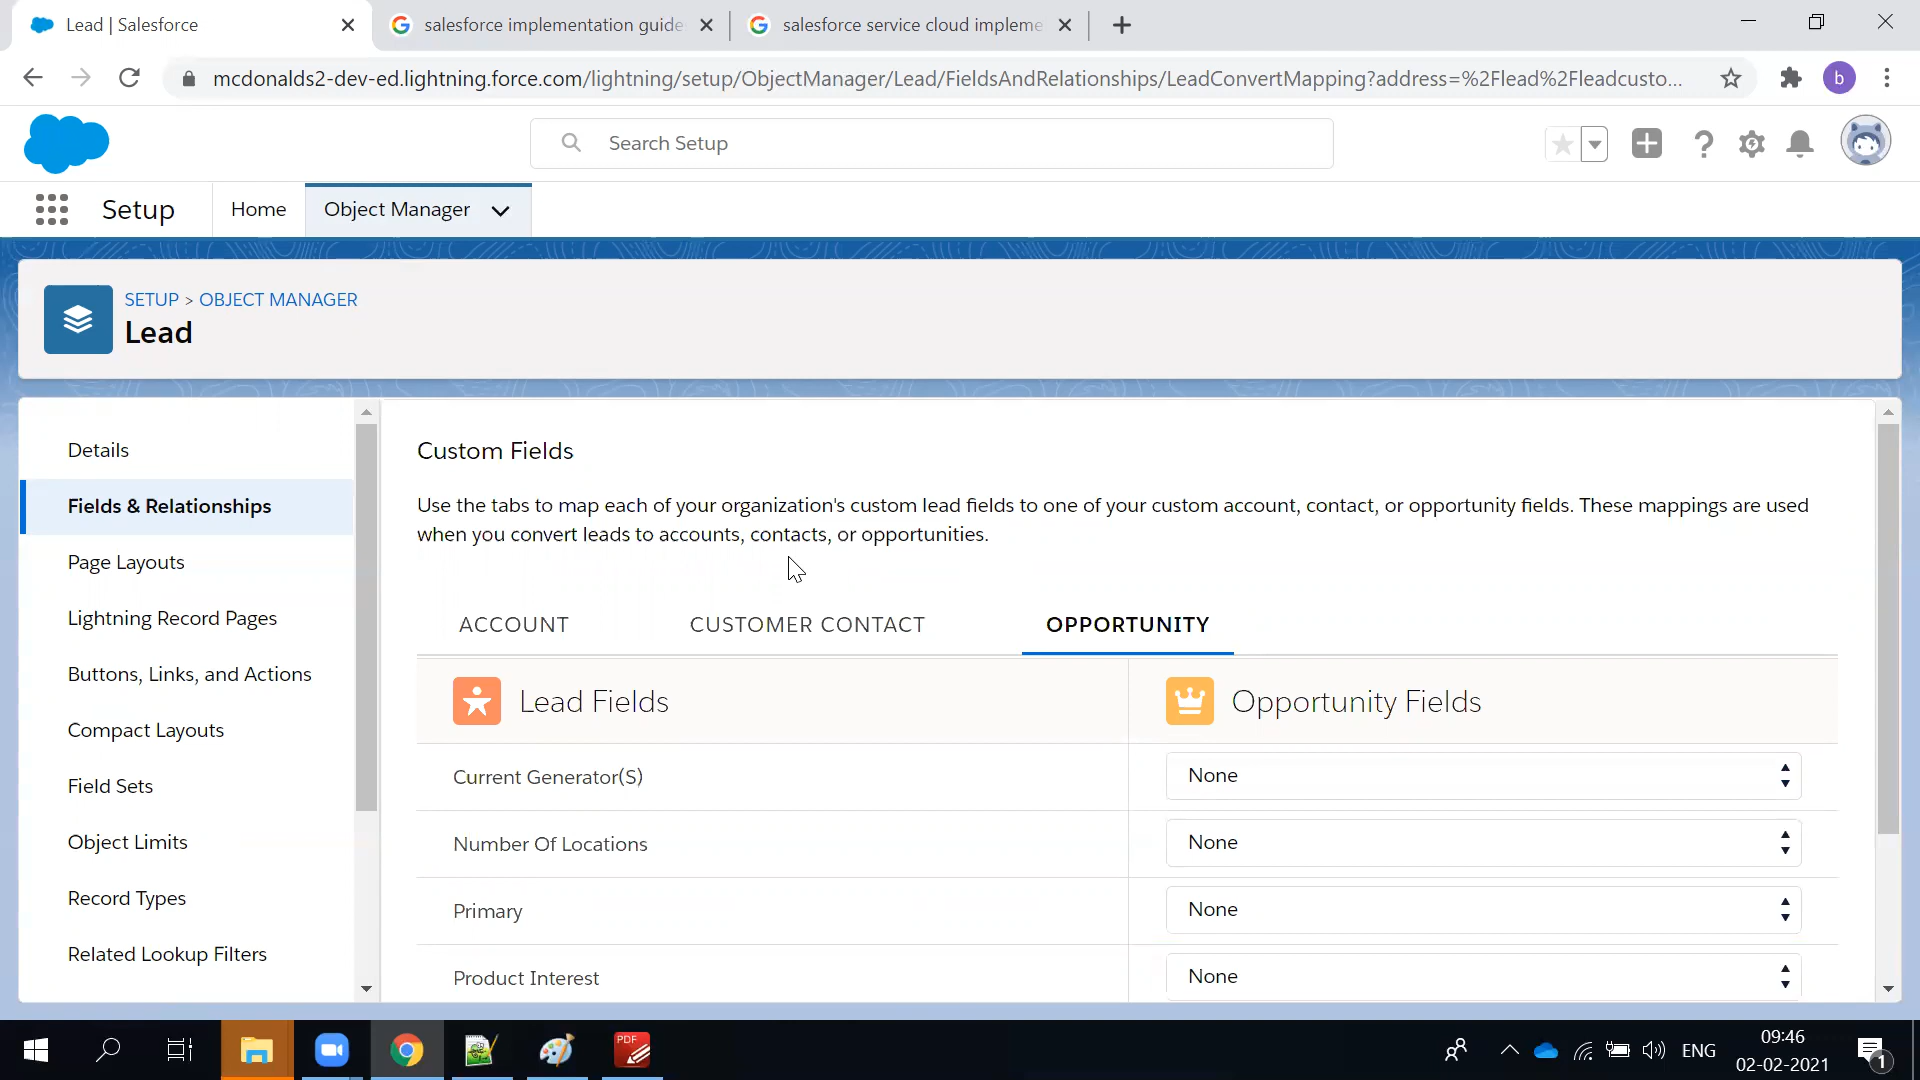 Lead | Salesforce
salesforce implementation guide
salesforce service cloud impleme
mcdonalds2-dev-ed.lightning.force.com/lightning/setup/ObjectManager/Lead/FieldsAndRelationships/LeadConvertMapping?address=%2Flead%2Fleadcusto...
b
Search Setup
Setup
Home
Object Manager
SETUP > OBJECT MANAGER
Lead
Details
Fields & Relationships
Page Layouts
Lightning Record Pages
Buttons, Links, and Actions
Compact Layouts
Field Sets
Object Limits
Record Types
Related Lookup Filters
Custom Fields
Use the tabs to map each of your organization's custom lead fields to one of your custom account, contact, or opportunity fields. These mappings are used
when you convert leads to accounts, contacts, or opportunities.
ACCOUNT
CUSTOMER CONTACT
OPPORTUNITY
Lead Fields
Opportunity Fields
Current Generator(S)
None
Number Of Locations
None
Primary
None
Product Interest
None
PDF
ENG
09:46
02-02-2021
1